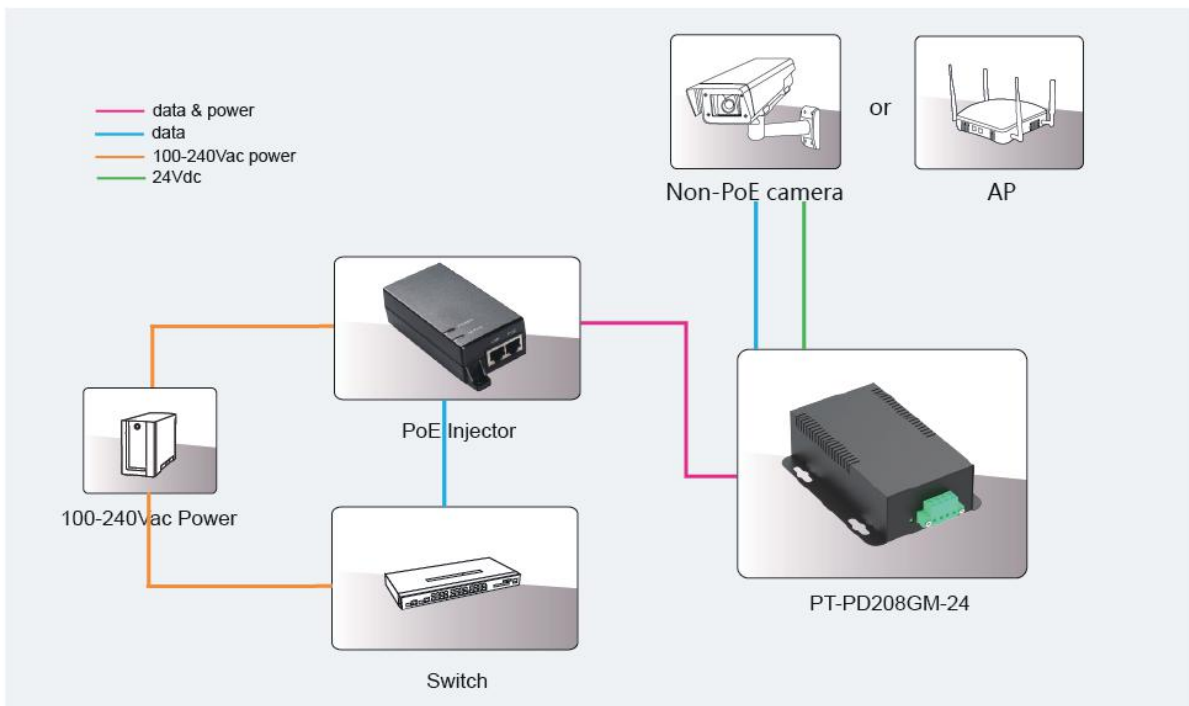 data & power
data
100-240Vac power
24Vdc
or
Non-PoE camera
AP
PoE Injector
100-240Vac Power
PT-PD208GM-24
Switch